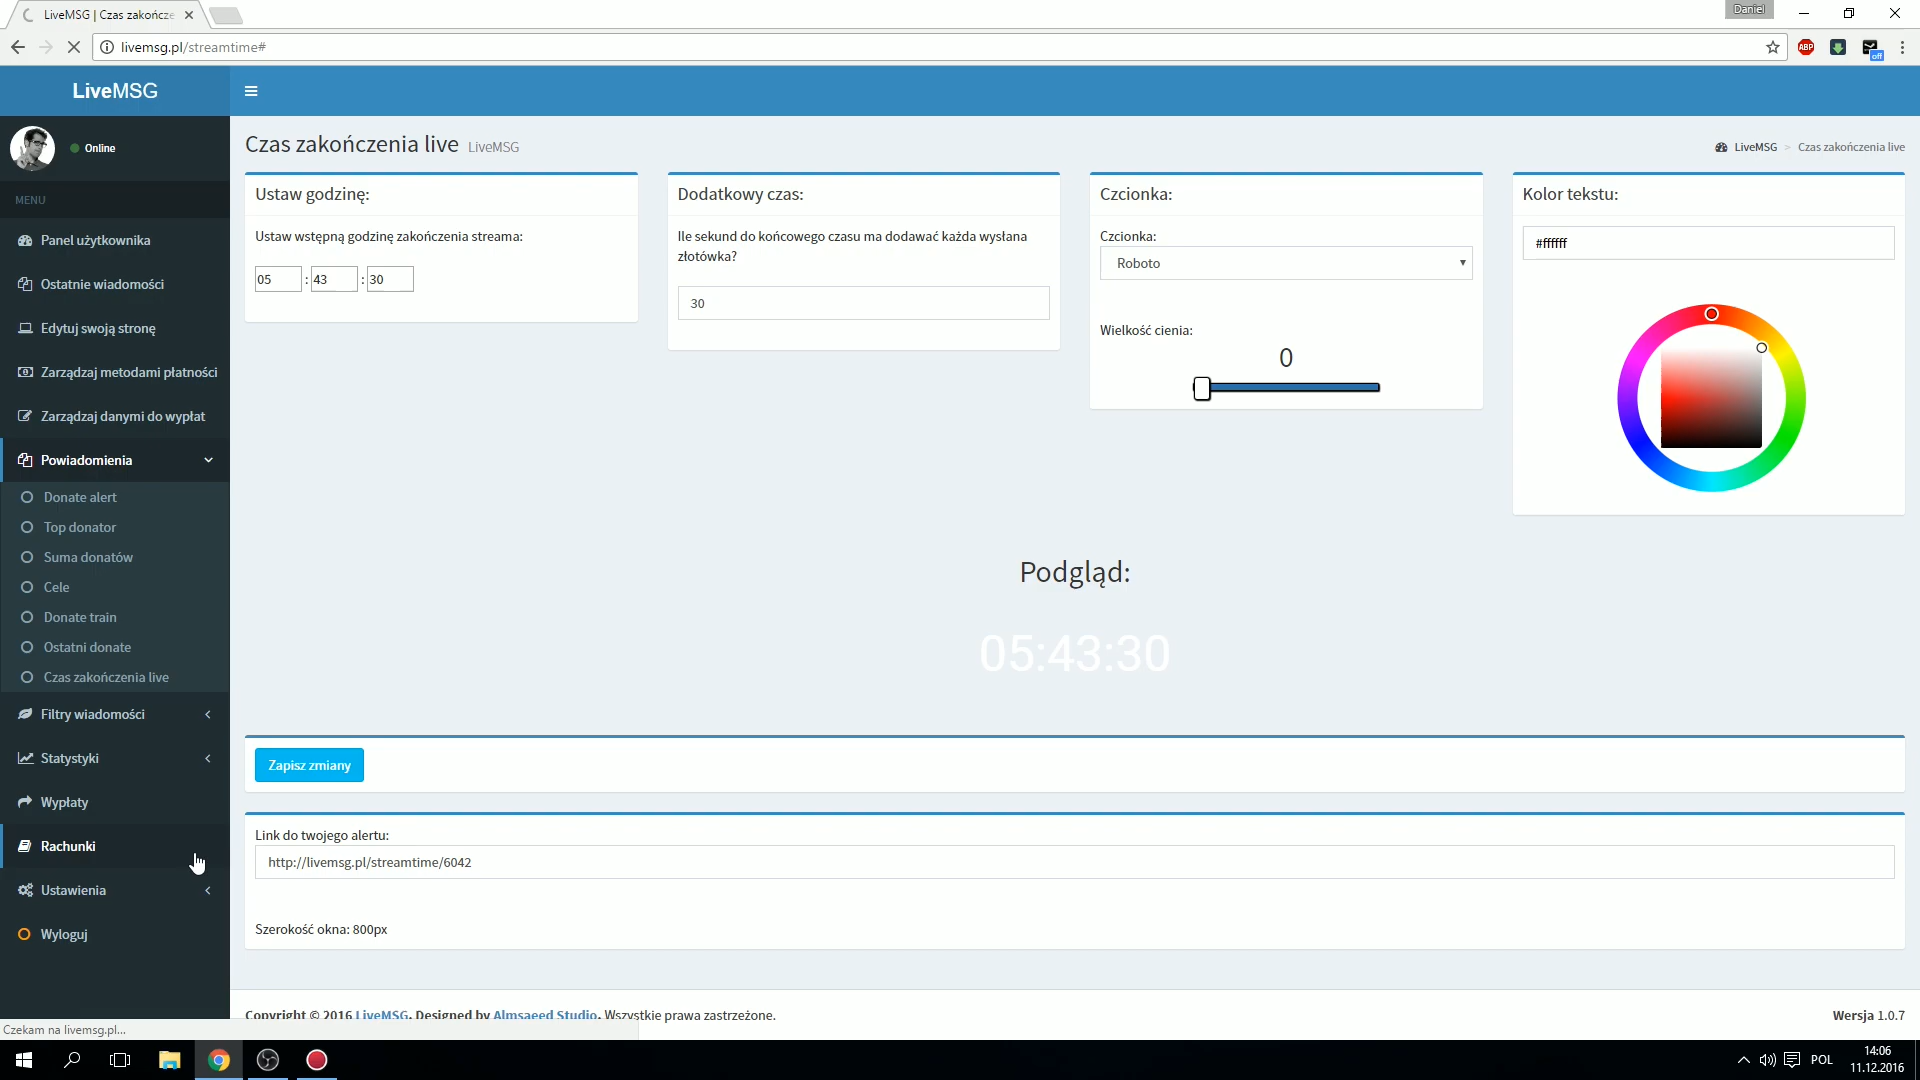 LiveMSG | Czas zakończe
Daniel
livemsg.pl/streamtime#
ABP
off
LiveMSG
Online
MENU
Panel użytkownika
Ostatnie wiadomości
Edytuj swoją stronę
Zarządzaj metodami płatności
Zarządzaj danymi do wypłat
Powiadomienia
Donate alert
Top donator
Suma donatów
Cele
Donate train
Ostatni donate
Czas zakończenia live
Filtry wiadomości
Statystyki
Wypłaty
Rachunki
Ustawienia
Wyloguj
Czas zakończenia live LiveMSG
LiveMSG > Czas zakończenia live
Ustaw godzinę:
Ustaw wstępną godzinę zakończenia streama:
05 : 43 : 30
Dodatkowy czas:
Ile sekund do końcowego czasu ma dodawać każda wysłana
złotówka?
30
Czcionka:
Czcionka:
Roboto
Wielkość cienia:
0
Kolor tekstu:
#ffffff
Podgląd:
05:43:30
Zapisz zmiany
Link do twojego alertu:
http://livemsg.pl/streamtime/6042
Szerokość okna: 800px
Copyright © 2016 LiveMSG. Designed by Almsaeed Studio. Wszystkie prawa zastrzeżone.
Wersja 1.0.7
Czekam na livemsg.pl...
POL
14:06
11.12.2016